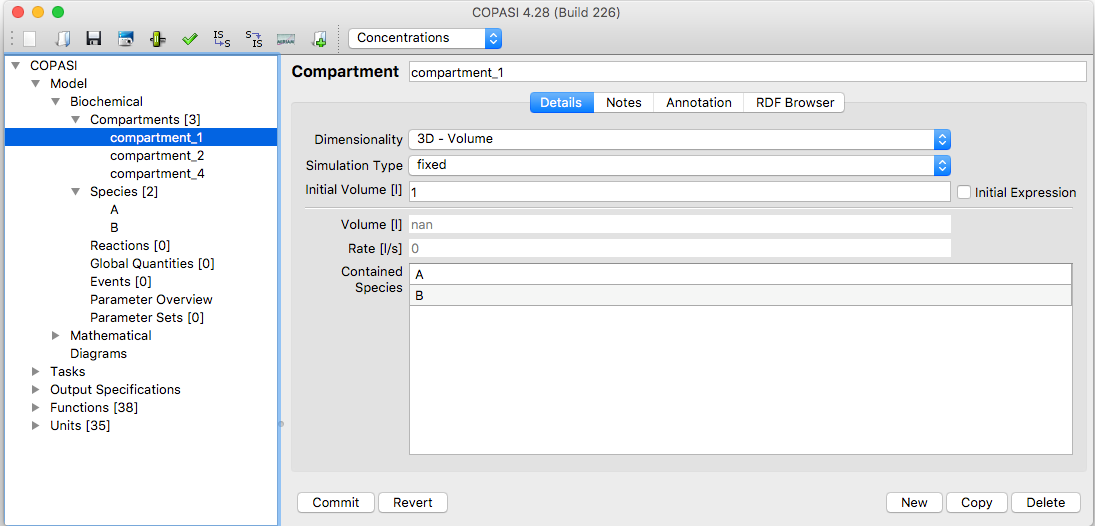 COPASI 4.28 (Build 226)
IS
S
S
IS
Concentrations
COPASI
Model
Biochemical
Compartments [3]
compartment_1
compartment_2
compartment_4
Species [2]
A
B
Reactions [0]
Global Quantities [0]
Events [0]
Parameter Overview
Parameter Sets [0]
Mathematical
Diagrams
Tasks
Output Specifications
Functions [38]
Units [35]
Compartment compartment_1
Details Notes Annotation RDF Browser
Dimensionality 3D - Volume
Simulation Type fixed
Initial Volume [l] 1 Initial Expression
Volume [l] nan
Rate [l/s] 0
Contained Species
A
B
Commit Revert New Copy Delete